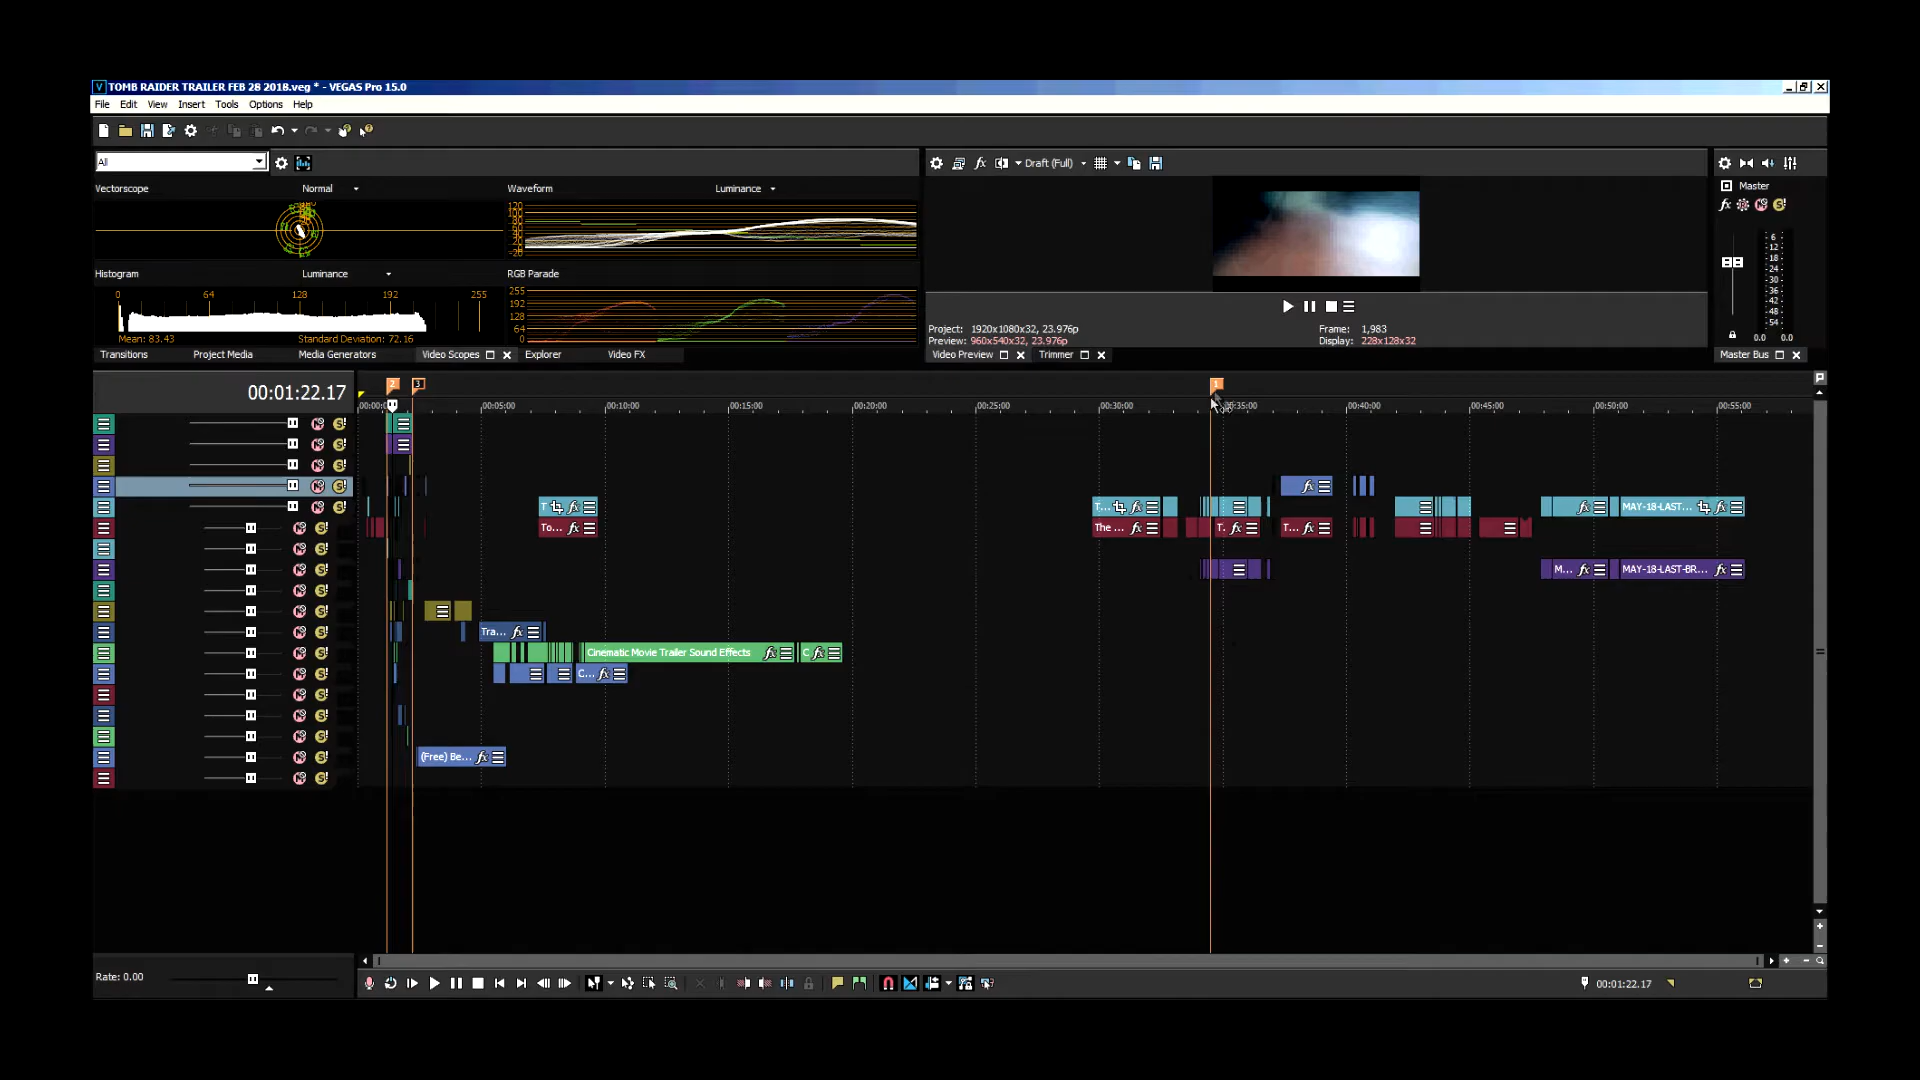 TOMB RAIDER TRAILER FEB 28 2018.veg * - VEGAS Pro 15.0
File Edit View Insert Tools Options Help
All
Draft (Full)
Vectorscope Normal Waveform Luminance
Master
120
100
80
60
40
20
0
-20
Histogram Luminance RGB Parade
0 64 128 192 255
255
192
128
64
0
Mean: 83.43 Standard Deviation: 72.16
- 6 -
-12-
-18-
-24-
-30-
-36-
-42-
-48-
-54-
0.0 0.0
Project: 1920x1080x32, 23.976p Frame: 1,983
Preview: 960x540x32, 23.976p Display: 228x128x32
Transitions Project Media Media Generators Video Scopes Explorer Video FX Video Preview Trimmer Master Bus
00:01:22.17
2 3 1
00:05:00 00:10:00 00:15:00 00:20:00 00:25:00 00:30:00 00:35:00 00:40:00 00:45:00 00:50:00 00:55:00
T T... MAY-18-LAST...
To... The ... T. T...
M... MAY-18-LAST-BR...
Tra...
Cinematic Movie Trailer Sound Effects C
C...
(Free) Be...
Rate: 0.00
00:01:22.17